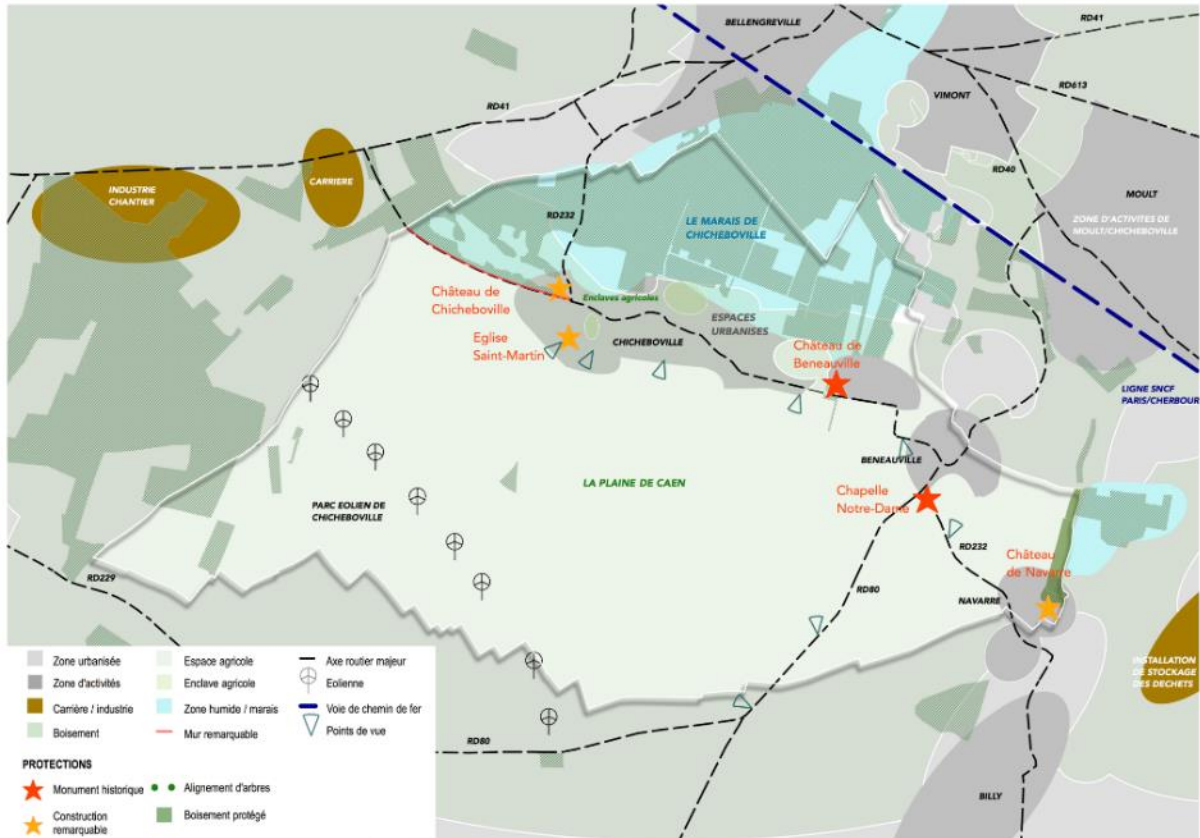 BELLENGREVILLE
RD41
RD41
VIMONT
RD613
INDUSTRIE
CHANTIER
CARRIERE
RD40
MOULT
RD232
LE MARAIS DE
CHICHEBOVILLE
ZONE D'ACTIVITES DE
MOULT/CHICHEBOVILLE
Château de
Chicheboville
Enclaves agricoles
ESPACES
URBANISES
Eglise
Saint-Martin
CHICHEBOVILLE
Château de
Beneauville
LIGNE SNCF
PARIS/CHERBOUR
BENEAUVILLE
LA PLAINE DE CAEN
Chapelle
Notre-Dame
PARC EOLIEN DE
CHICHEBOVILLE
RD232
Château
de Navarre
RD229
RD80
NAVARRE
INSTALLATION
DE STOCKAGE
DES DECHETS
RD80
BILLY
Zone urbanisée
Zone d'activités
Carrière / industrie
Boisement
Espace agricole
Enclave agricole
Zone humide / marais
Mur remarquable
Axe routier majeur
Eolienne
Voie de chemin de fer
Points de vue
PROTECTIONS
Monument historique
Construction
remarquable
Alignement d'arbres
Boisement protégé